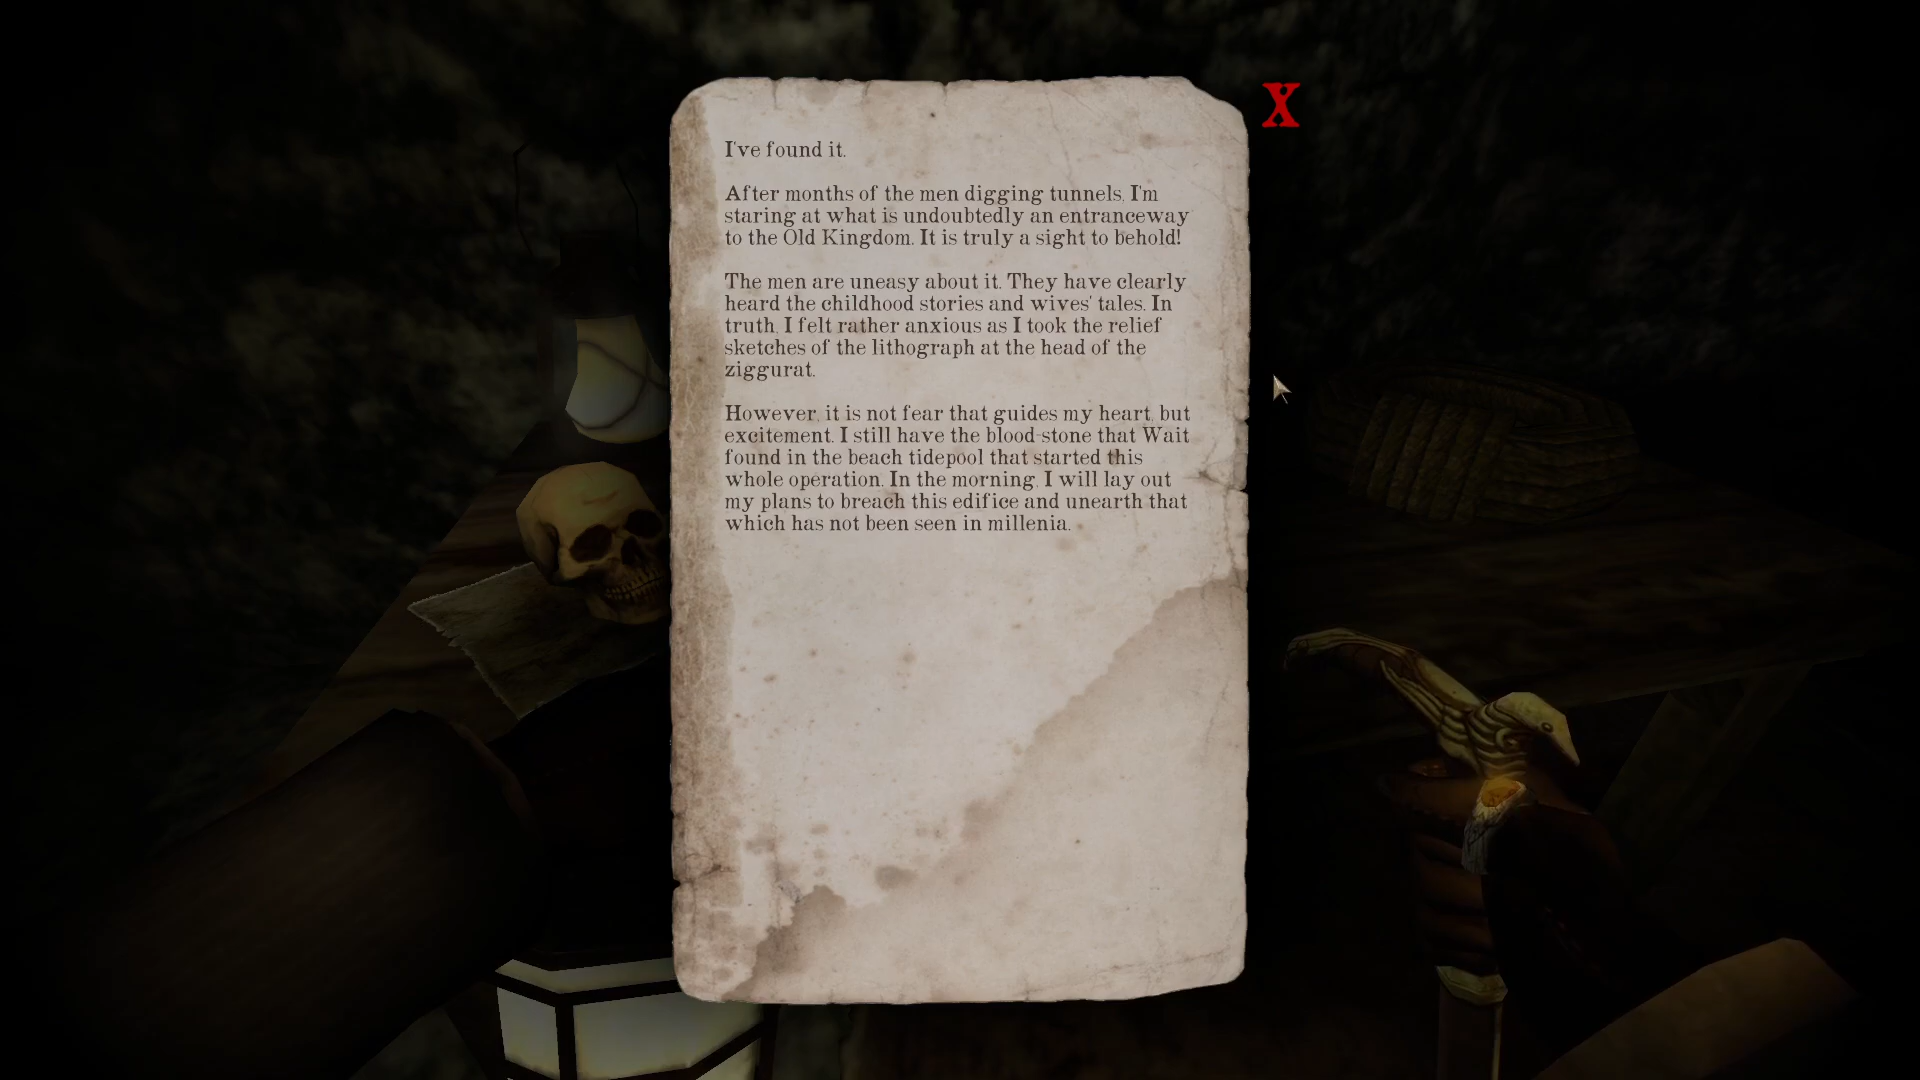 X
I've found it.
After months of the men digging tunnels, I'm
staring at what is undoubtedly an entranceway
to the Old Kingdom. It is truly a sight to behold!
The men are uneasy about it. They have clearly
heard the childhood stories and wives' tales. In
truth, I felt rather anxious as I took the relief
sketches of the lithograph at the head of the
ziggurat.
However, it is not fear that guides my heart, but
excitement. I still have the blood-stone that Wait
found in the beach tidepool that started this
whole operation. In the morning, I will lay out
my plans to breach this edifice and unearth that
which has not been seen in millenia.